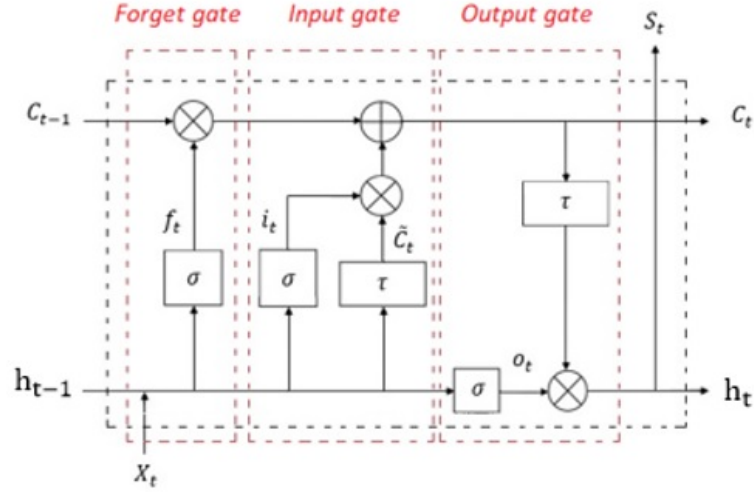 Forget gate Input gate Output gate
S_t
C_{t−1} C_t
τ
f_t i_t C̃_t
σ σ τ
o_t
h_{t−1} σ h_t
X_t